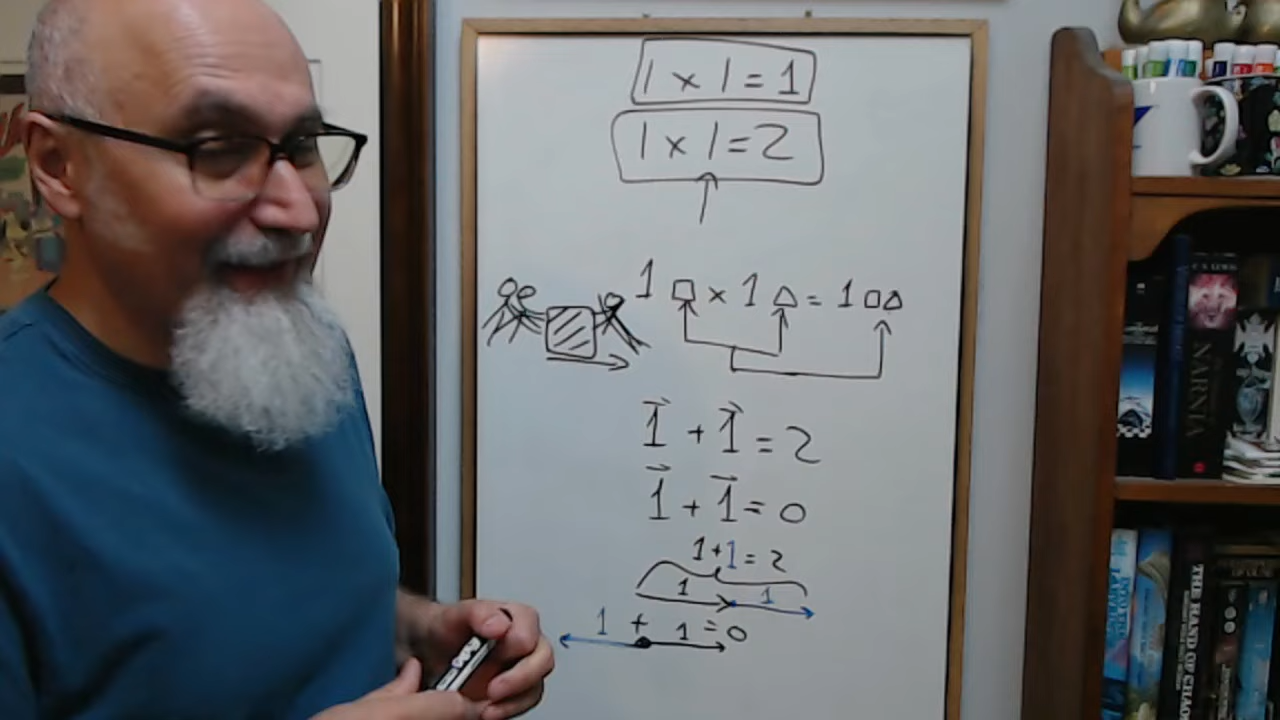 1 x 1 = 1
1 x 1 = 2
1 □ x 1 △ = 1 □△
1⃗ + 1⃗ = 2
1⃗ + 1⃗ = 0
1+1=2
1 1
1 + 1 = 0
NARNIA
THE HAND OF CHAOS